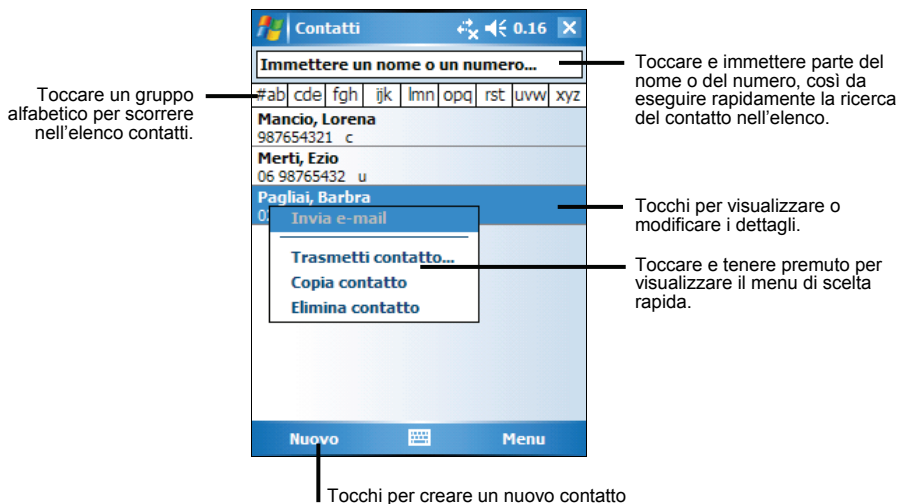 Contatti 0.16
Immettere un nome o un numero...
#ab cde fgh ijk lmn opq rst uvw xyz
Mancio, Lorena
987654321 c
Merti, Ezio
06 98765432 u
Pagliai, Barbra
Invia e-mail
Trasmetti contatto...
Copia contatto
Elimina contatto
Nuovo Menu
Toccare un gruppo
alfabetico per scorrere
nell'elenco contatti.
Toccare e immettere parte del
nome o del numero, così da
eseguire rapidamente la ricerca
del contatto nell'elenco.
Tocchi per visualizzare o
modificare i dettagli.
Toccare e tenere premuto per
visualizzare il menu di scelta
rapida.
Tocchi per creare un nuovo contatto